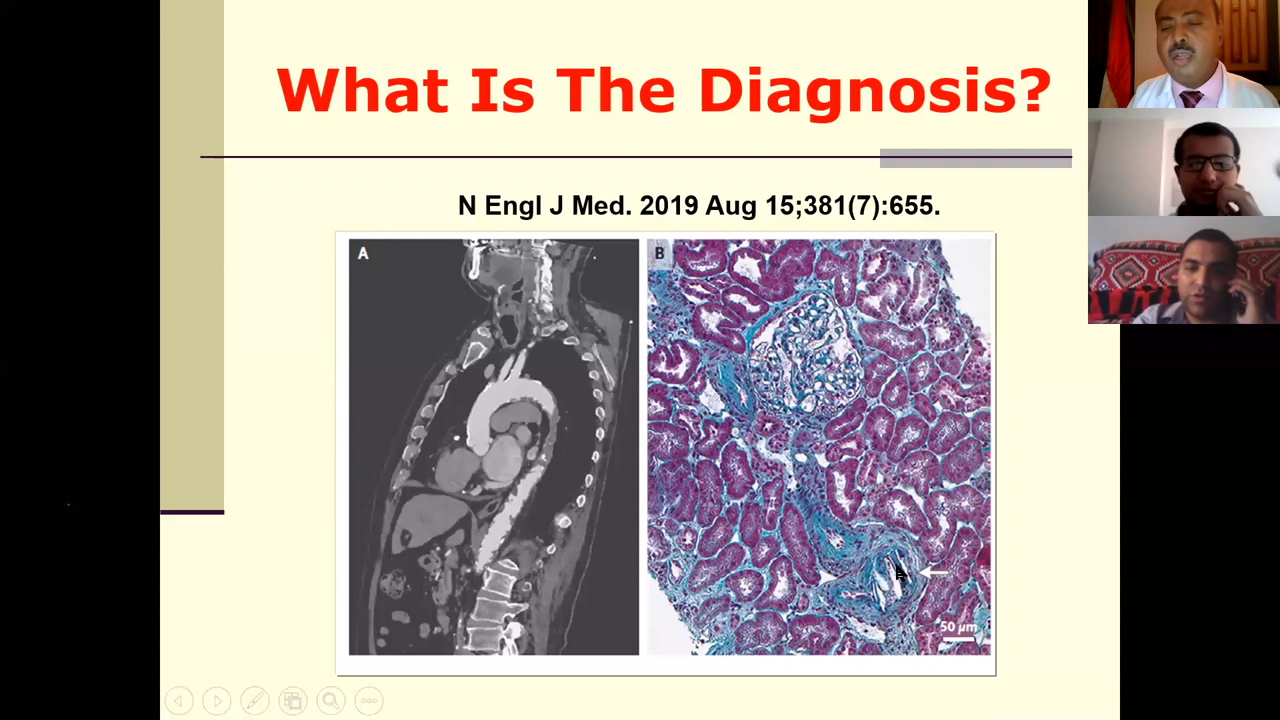 What Is The Diagnosis?
N Engl J Med. 2019 Aug 15;381(7):655.
A
B
50 µm